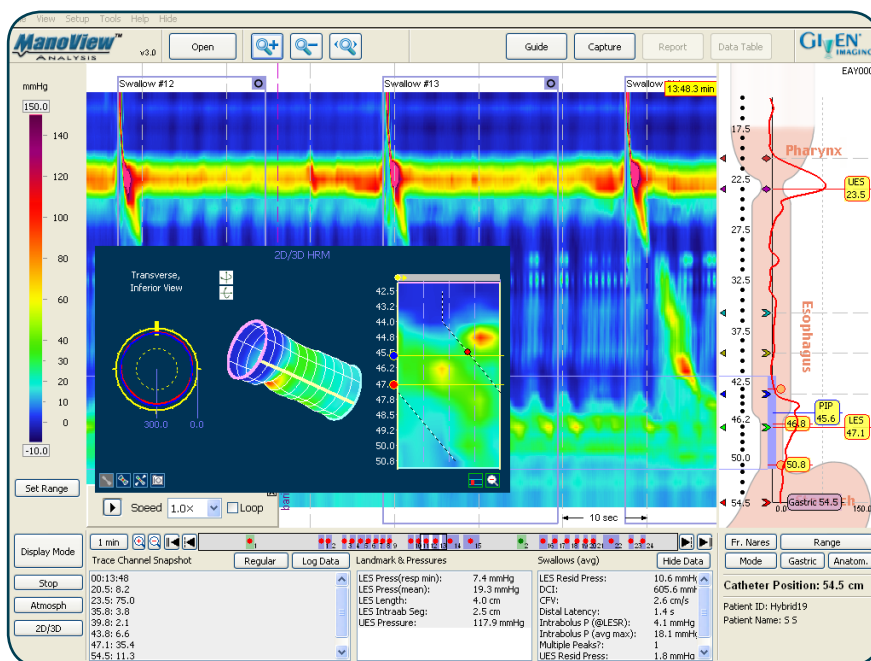 View Setup Tools Help Hide
ManoView™
ANALYSIS
v3.0
Open
Guide
Capture
Report
Data Table
GIVEN
IMAGING
mmHg
150.0
140
120
100
80
60
40
30
20
10
0
-10.0
Set Range
Swallow #12
Swallow #13
13:48.3 min
EAY000
17.5
22.5
27.5
32.5
37.5
42.5
46.2
50.0
54.5
Pharynx
UES
23.5
Esophagus
PIP
45.6
LES
47.1
46.8
50.8
Gastric 54.5
0.0
150.0
2D/3D HRM
Transverse,
Inferior View
300.0
0.0
42.5
43.2
44.0
44.8
45.5
46.2
47.0
47.8
48.5
49.2
50.0
50.8
Speed
1.0×
Loop
10 sec
Display Mode
Stop
Atmosph
2D/3D
1 min
Fr. Nares
Range
Mode
Gastric
Anatom.
Trace Channel Snapshot
Regular
Log Data
00:13:48
20.5: 8.2
23.5: 75.0
35.8: 3.8
39.8: 2.1
43.8: 6.6
47.1: 35.4
54.5: 11.3
Landmark & Pressures
LES Press(resp min): 7.4 mmHg
LES Press(mean): 19.3 mmHg
LES Length: 4.0 cm
LES Intraab Seg: 2.5 cm
UES Pressure: 117.9 mmHg
Swallows (avg)
Hide Data
LES Resid Press: 10.6 mmHg
DCI: 605.6 mmH
CFV: 2.6 cm/s
Distal Latency: 1.4 s
Intrabolus P (@LESR): 4.1 mmHg
Intrabolus P (avg max): 18.1 mmHg
Multiple Peaks?: 1
UES Resid Press: 1.8 mmHg
Catheter Position: 54.5 cm
Patient ID: Hybrid19
Patient Name: S S